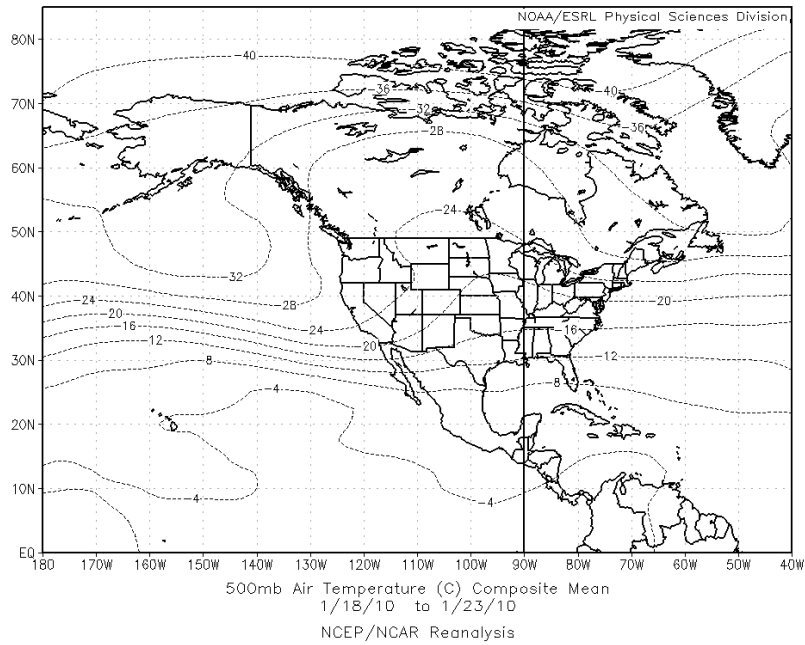 NOAA/ESRL Physical Sciences Division
80N
-40
70N
-36
-40
-32
-36
-28
60N
-24
50N
-32
40N
-28
-24
-20
-20
-24
-16
-16
30N
-12
-20
-12
-8
-8
-4
20N
10N
-4
-4
EQ
180 170W 160W 150W 140W 130W 120W 110W 100W 90W 80W 70W 60W 50W 40W
500mb Air Temperature (C) Composite Mean
1/18/10 to 1/23/10
NCEP/NCAR Reanalysis